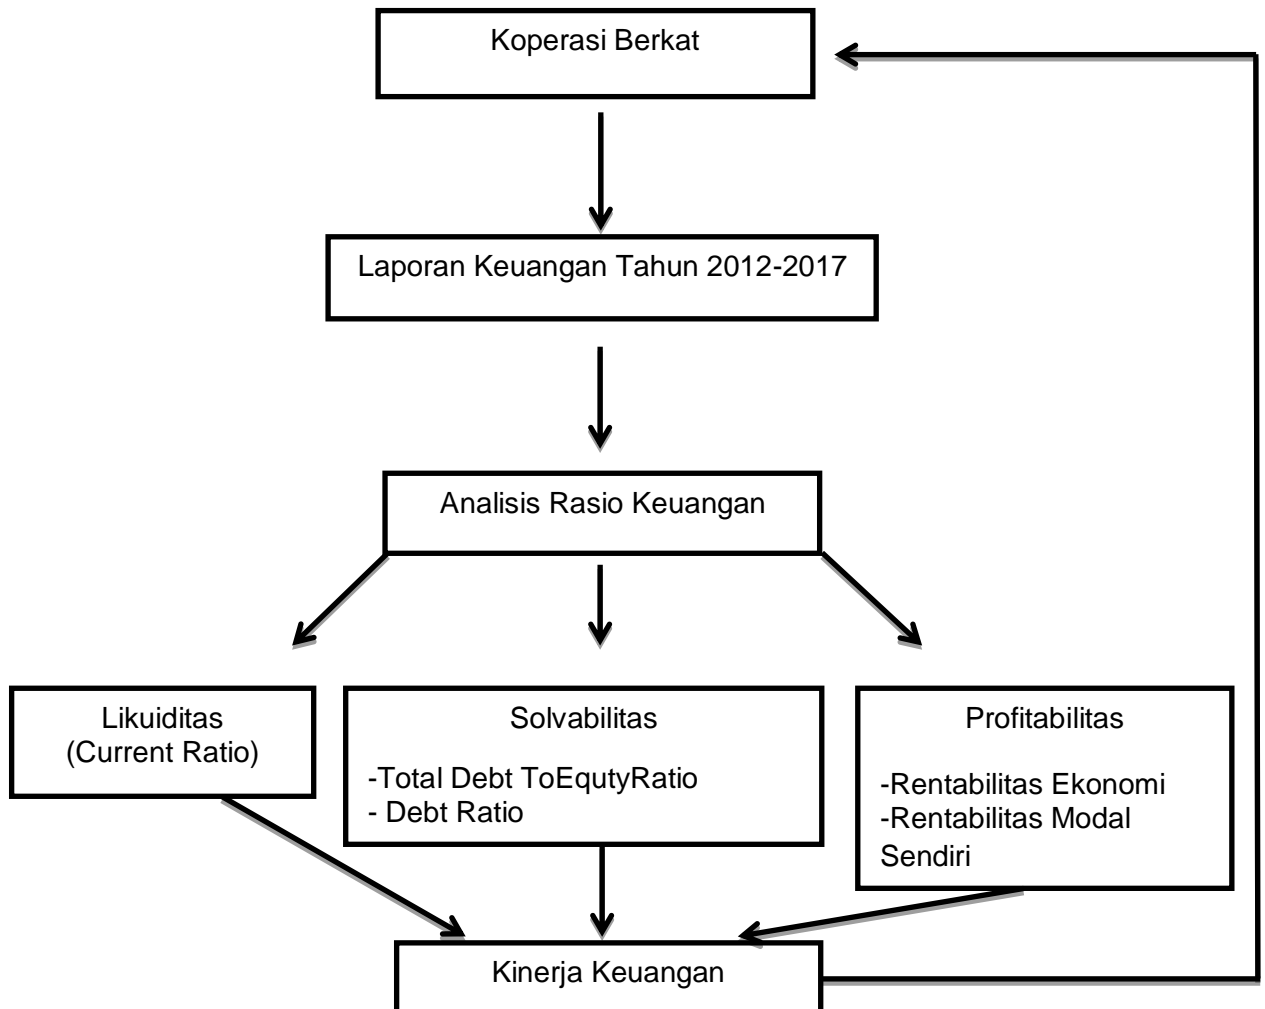 Koperasi Berkat
Laporan Keuangan Tahun 2012-2017
Analisis Rasio Keuangan
Likuiditas
(Current Ratio)
Solvabilitas
-Total Debt ToEqutyRatio
- Debt Ratio
Profitabilitas
-Rentabilitas Ekonomi
-Rentabilitas Modal
Sendiri
Kinerja Keuangan